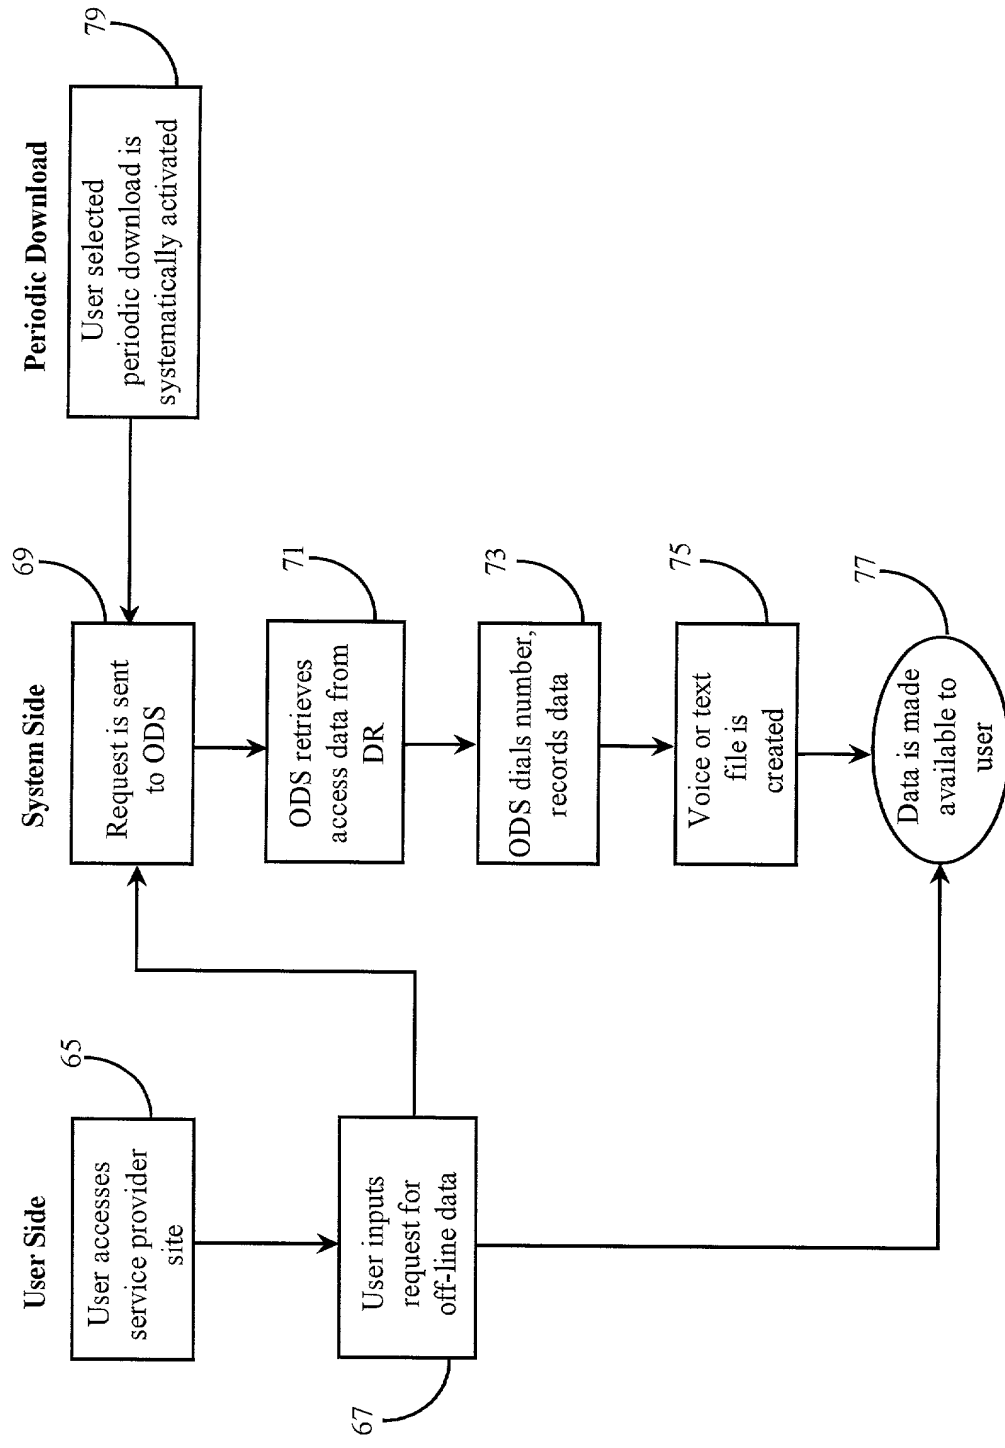 User Side
System Side
Periodic Download
65
User accesses
service provider
site
67
User inputs
request for
off-line data
69
Request is sent
to ODS
71
ODS retrieves
access data from
DR
73
ODS dials number,
records data
75
Voice or text
file is
created
77
Data is made
available to
user
79
User selected
periodic download is
systematically activated